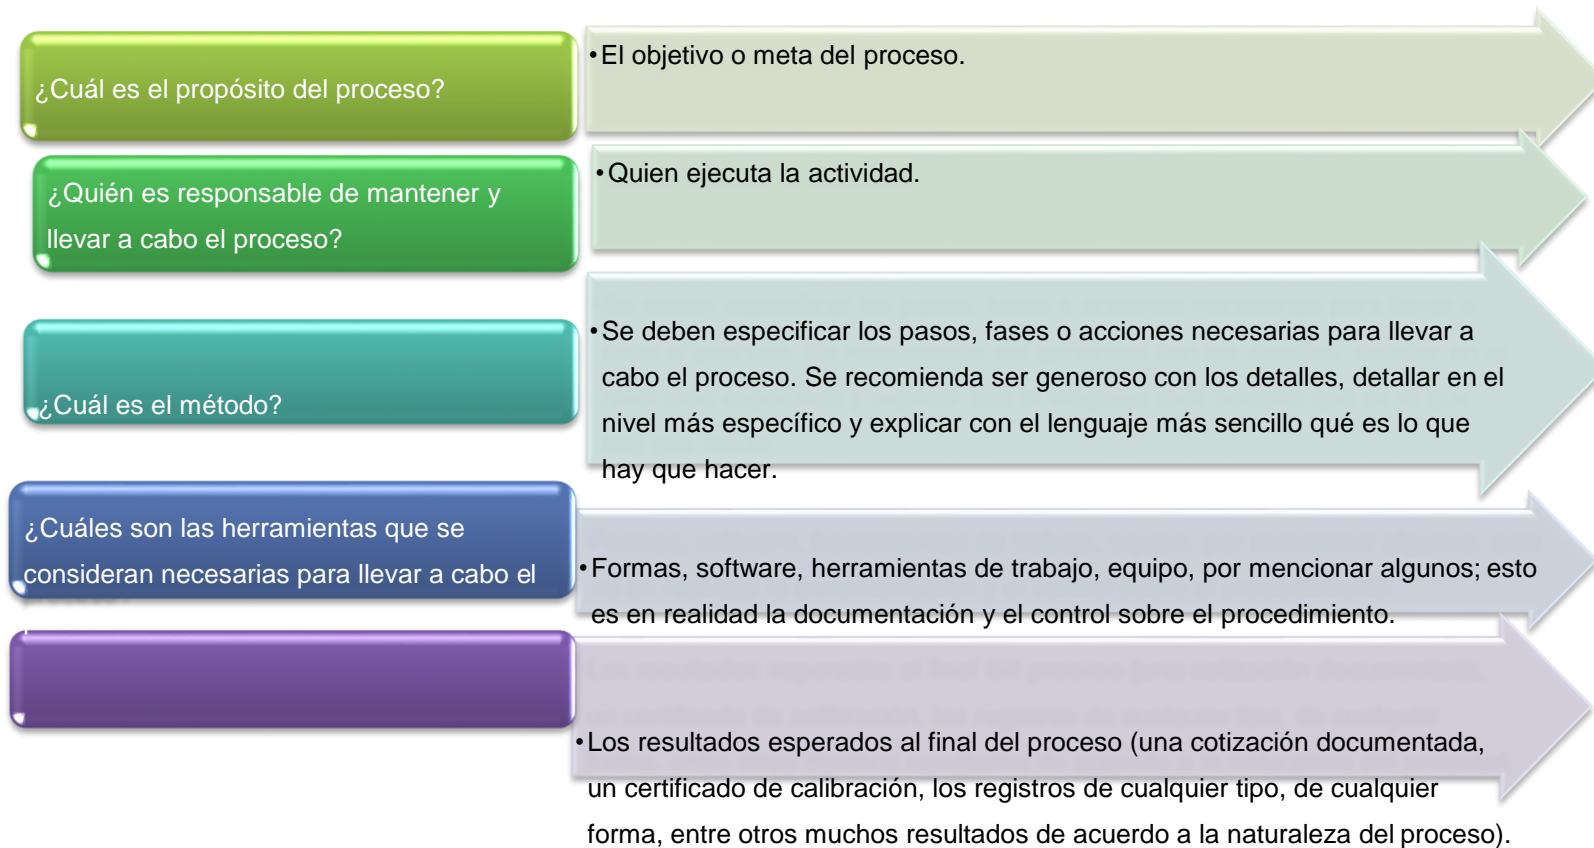 ¿Cuál es el propósito del proceso?
•El objetivo o meta del proceso.
¿Quién es responsable de mantener y
llevar a cabo el proceso?
•Quien ejecuta la actividad.
¿Cuál es el método?
•Se deben especificar los pasos, fases o acciones necesarias para llevar a
cabo el proceso. Se recomienda ser generoso con los detalles, detallar en el
nivel más específico y explicar con el lenguaje más sencillo qué es lo que
hay que hacer.
¿Cuáles son las herramientas que se
consideran necesarias para llevar a cabo el
•Formas, software, herramientas de trabajo, equipo, por mencionar algunos; esto
es en realidad la documentación y el control sobre el procedimiento.
•Los resultados esperados al final del proceso (una cotización documentada,
un certificado de calibración, los registros de cualquier tipo, de cualquier
forma, entre otros muchos resultados de acuerdo a la naturaleza del proceso).